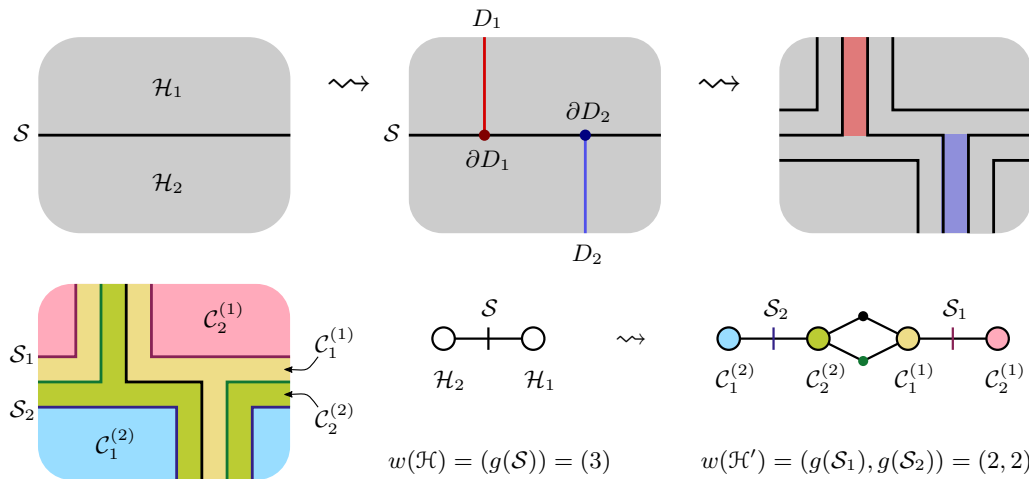 D₁
𝓗₁
𝓢
𝓗₂
𝓢
∂D₁
∂D₂
D₂
𝓒₂⁽¹⁾
𝓢₁
𝓒₁⁽¹⁾
𝓢₂
𝓒₂⁽²⁾
𝓒₁⁽²⁾
𝓢
𝓗₂ 𝓗₁
𝓢₂ 𝓢₁
𝓒₁⁽²⁾ 𝓒₂⁽²⁾ 𝓒₁⁽¹⁾ 𝓒₂⁽¹⁾
w(ℋ) = (g(𝓢)) = (3)
w(ℋ′) = (g(𝓢₁), g(𝓢₂)) = (2, 2)